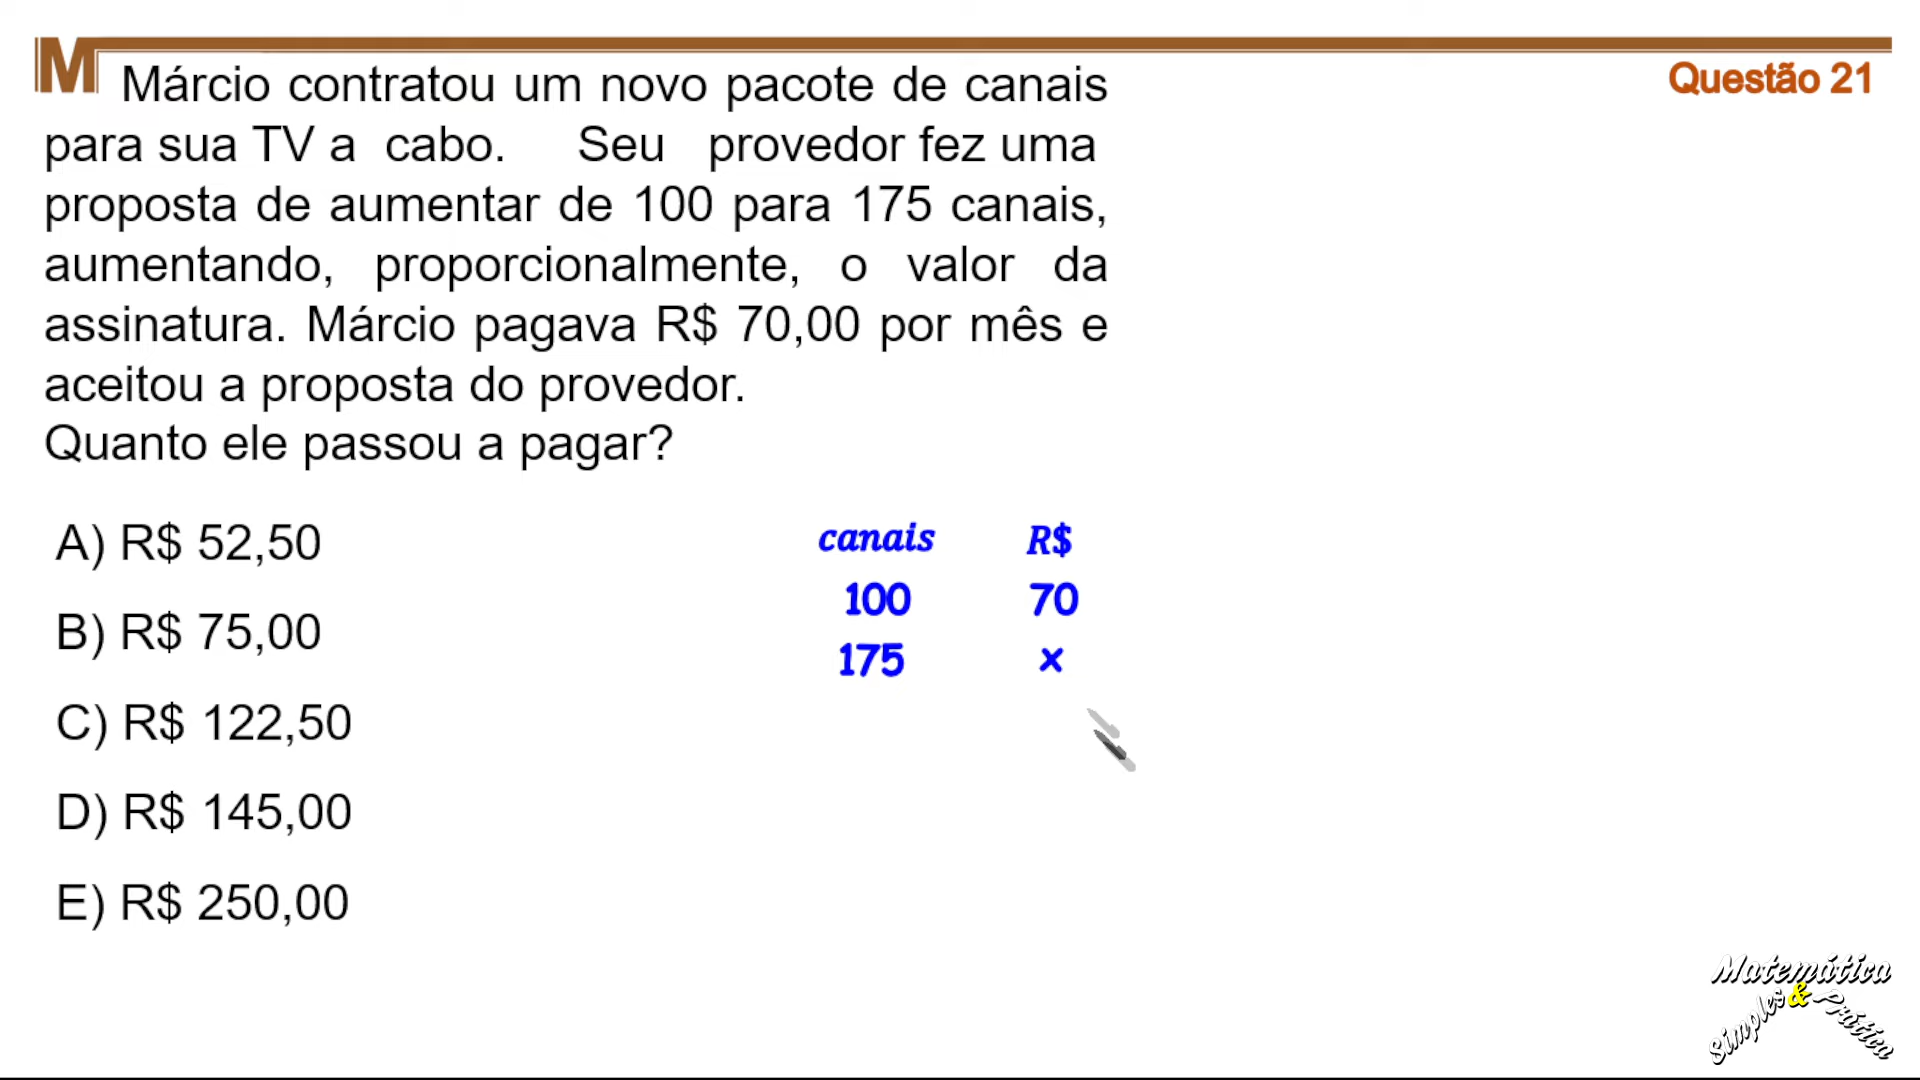 M
Questão 21
Márcio contratou um novo pacote de canais
para sua TV a cabo. Seu provedor fez uma
proposta de aumentar de 100 para 175 canais,
aumentando, proporcionalmente, o valor da
assinatura. Márcio pagava R$ 70,00 por mês e
aceitou a proposta do provedor.
Quanto ele passou a pagar?
A) R$ 52,50
B) R$ 75,00
C) R$ 122,50
D) R$ 145,00
E) R$ 250,00
canais R$
100 70
175 x
Matemática
Simples & Prática